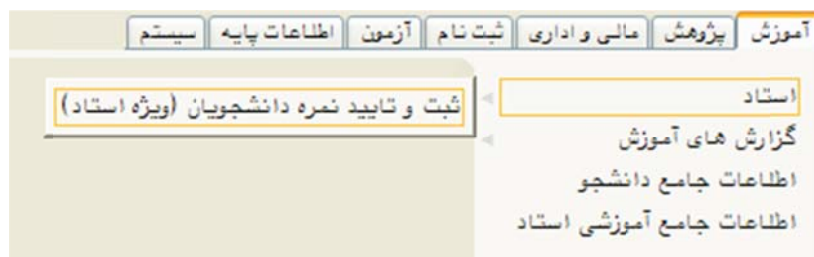 آموزش پژوهش مالی و اداری ثبت نام آزمون اطلاعات پایه سیستم
استاد
ثبت و تایید نمره دانشجویان (ویژه استاد)
گزارش های آموزش
اطلاعات جامع دانشجو
اطلاعات جامع آموزشی استاد